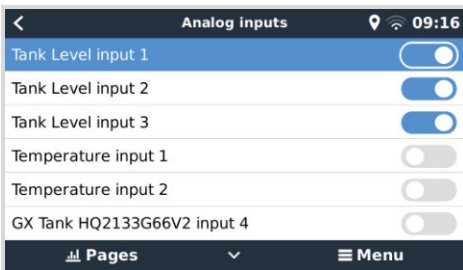 Analog inputs 09:16
Tank Level input 1
Tank Level input 2
Tank Level input 3
Temperature input 1
Temperature input 2
GX Tank HQ2133G66V2 input 4
Pages Menu